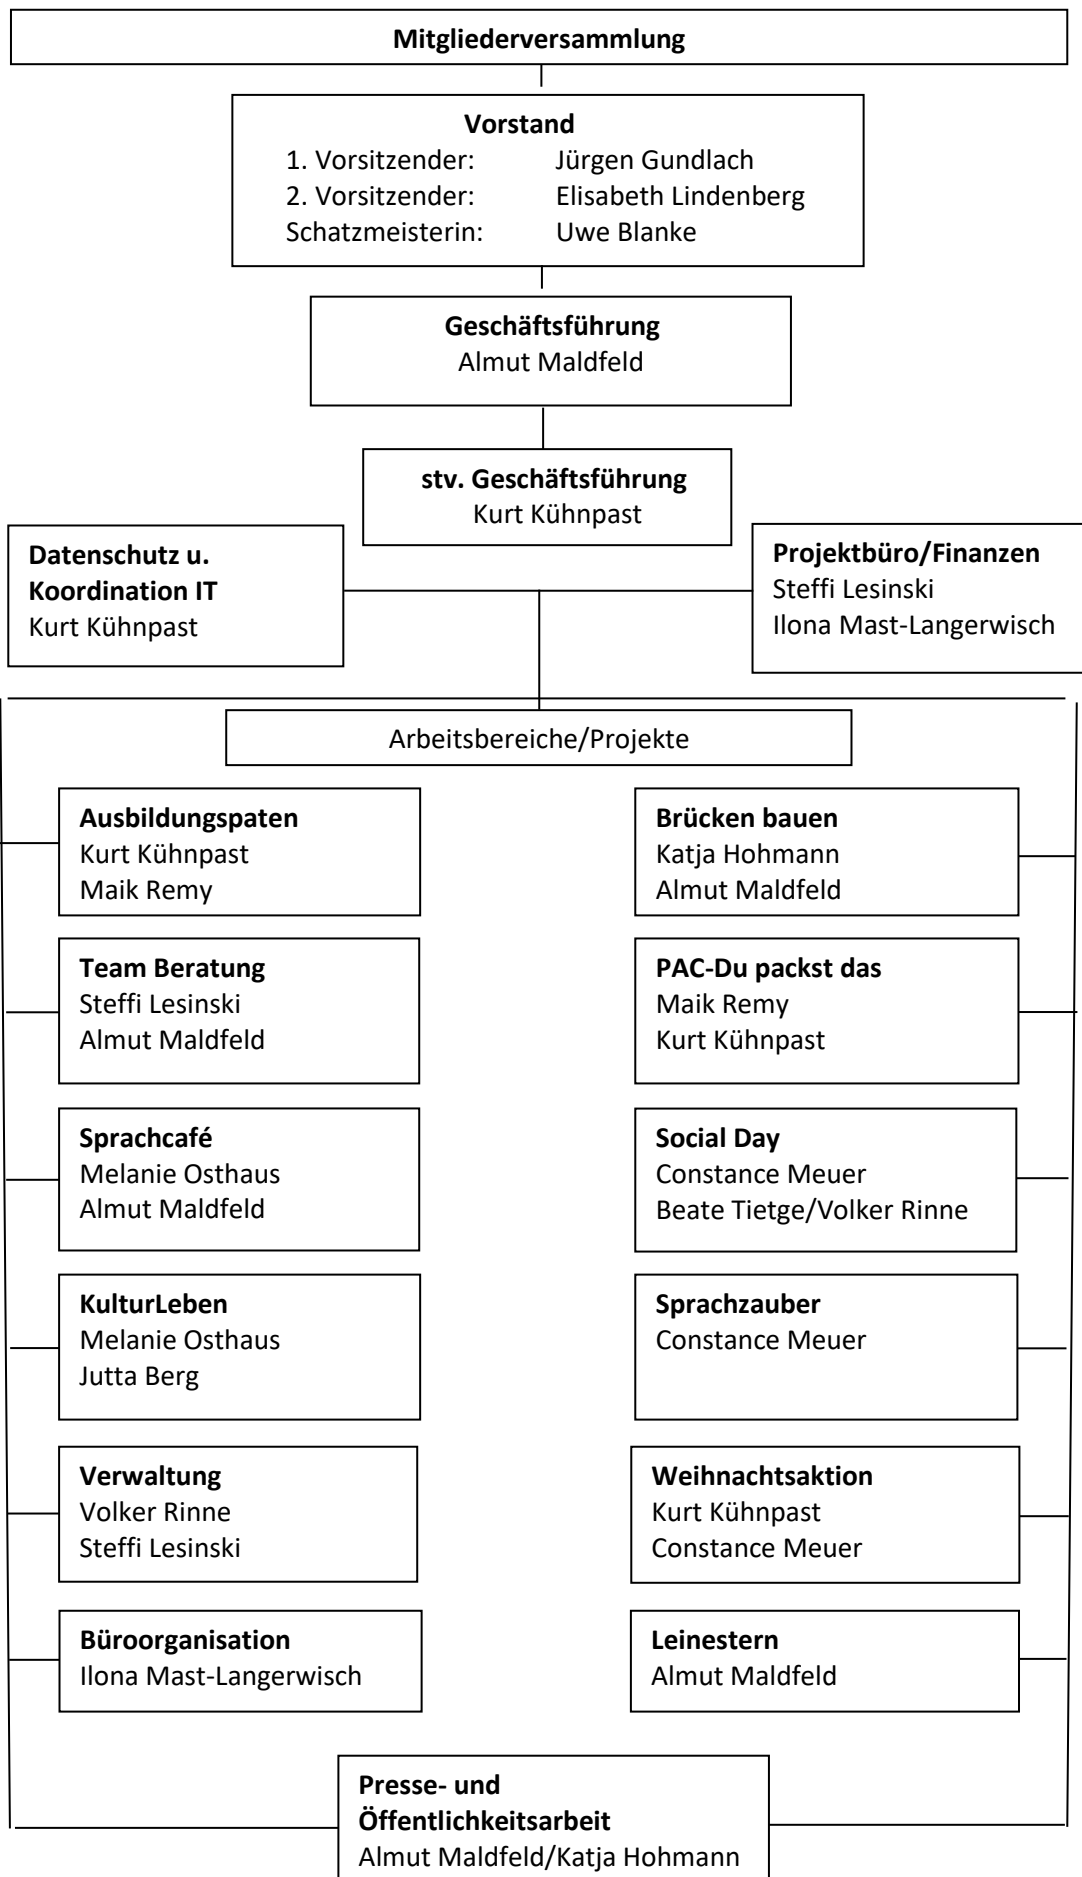 Mitgliederversammlung
Vorstand
1. Vorsitzender: Jürgen Gundlach
2. Vorsitzender: Elisabeth Lindenberg
Schatzmeisterin: Uwe Blanke
Geschäftsführung
Almut Maldfeld
stv. Geschäftsführung
Kurt Kühnpast
Datenschutz u.
Koordination IT
Kurt Kühnpast
Projektbüro/Finanzen
Steffi Lesinski
Ilona Mast-Langerwisch
Arbeitsbereiche/Projekte
Ausbildungspaten
Kurt Kühnpast
Maik Remy
Brücken bauen
Katja Hohmann
Almut Maldfeld
Team Beratung
Steffi Lesinski
Almut Maldfeld
PAC-Du packst das
Maik Remy
Kurt Kühnpast
Sprachcafé
Melanie Osthaus
Almut Maldfeld
Social Day
Constance Meuer
Beate Tietge/Volker Rinne
KulturLeben
Melanie Osthaus
Jutta Berg
Sprachzauber
Constance Meuer
Verwaltung
Volker Rinne
Steffi Lesinski
Weihnachtsaktion
Kurt Kühnpast
Constance Meuer
Büroorganisation
Ilona Mast-Langerwisch
Leinestern
Almut Maldfeld
Presse- und
Öffentlichkeitsarbeit
Almut Maldfeld/Katja Hohmann